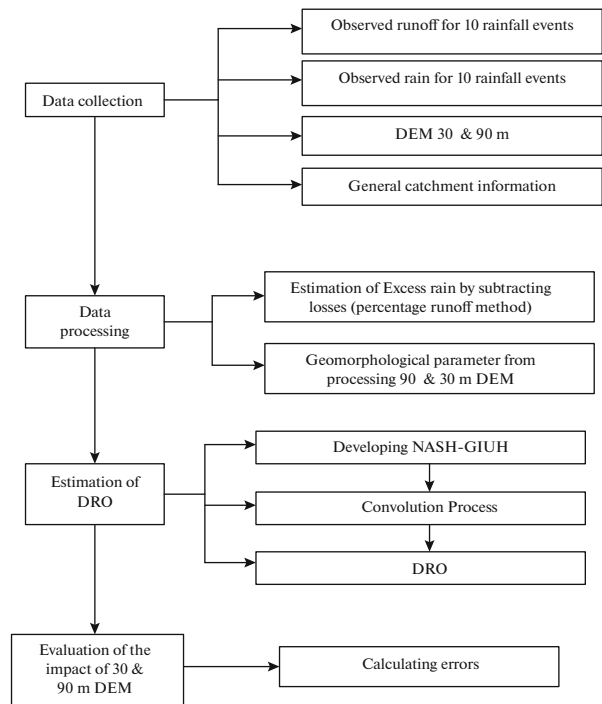 Observed runoff for 10 rainfall events
Observed rain for 10 rainfall events
Data collection
DEM 30 & 90 m
General catchment information
Estimation of Excess rain by subtracting
losses (percentage runoff method)
Data
processing
Geomorphological parameter from
processing 90 & 30 m DEM
Developing NASH-GIUH
Estimation of
DRO
Convolution Process
DRO
Evaluation of the
impact of 30 &
90 m DEM
Calculating errors